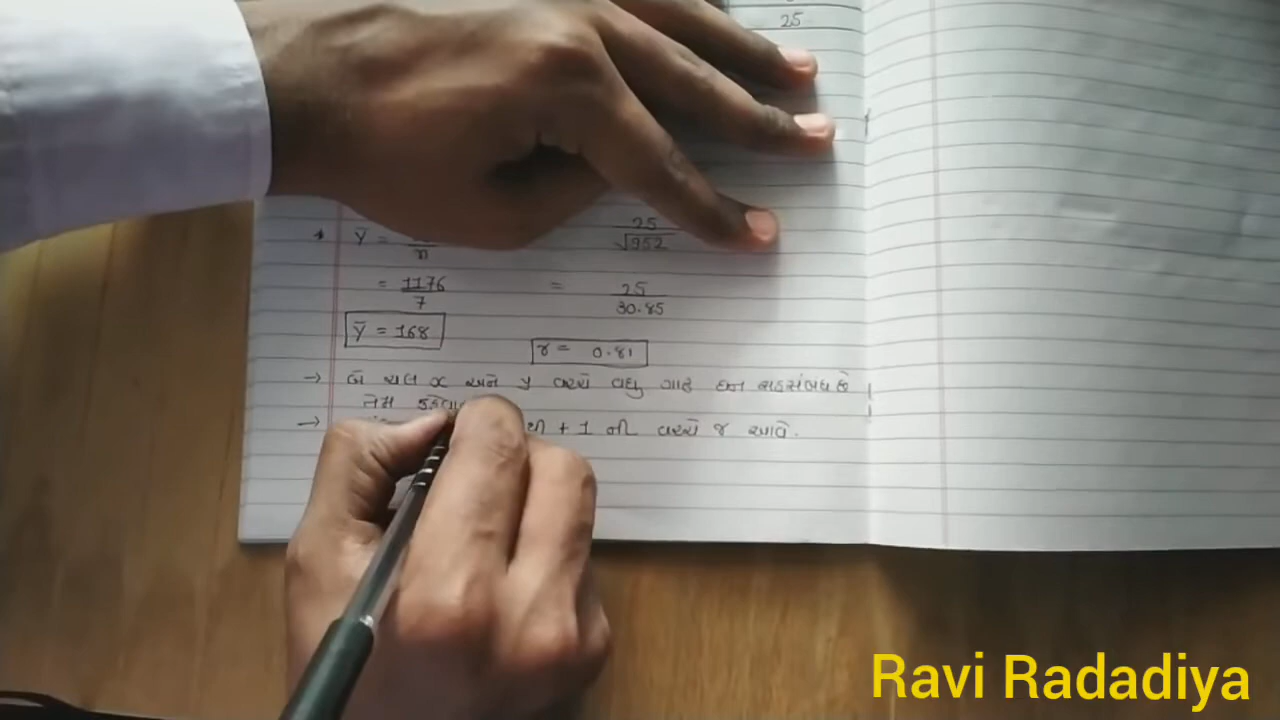 25
Ȳ =
n
25
√952
= 1176
7
= 25
30.85
Ȳ = 168
r = 0.81
→ બે ચલ x અને y વચ્ચે વધુ ગાઢ ધન સહસંબંધ છે
તેમ કહેવાય
→ થી + 1 ની વચ્ચે જ આવે.
Ravi Radadiya